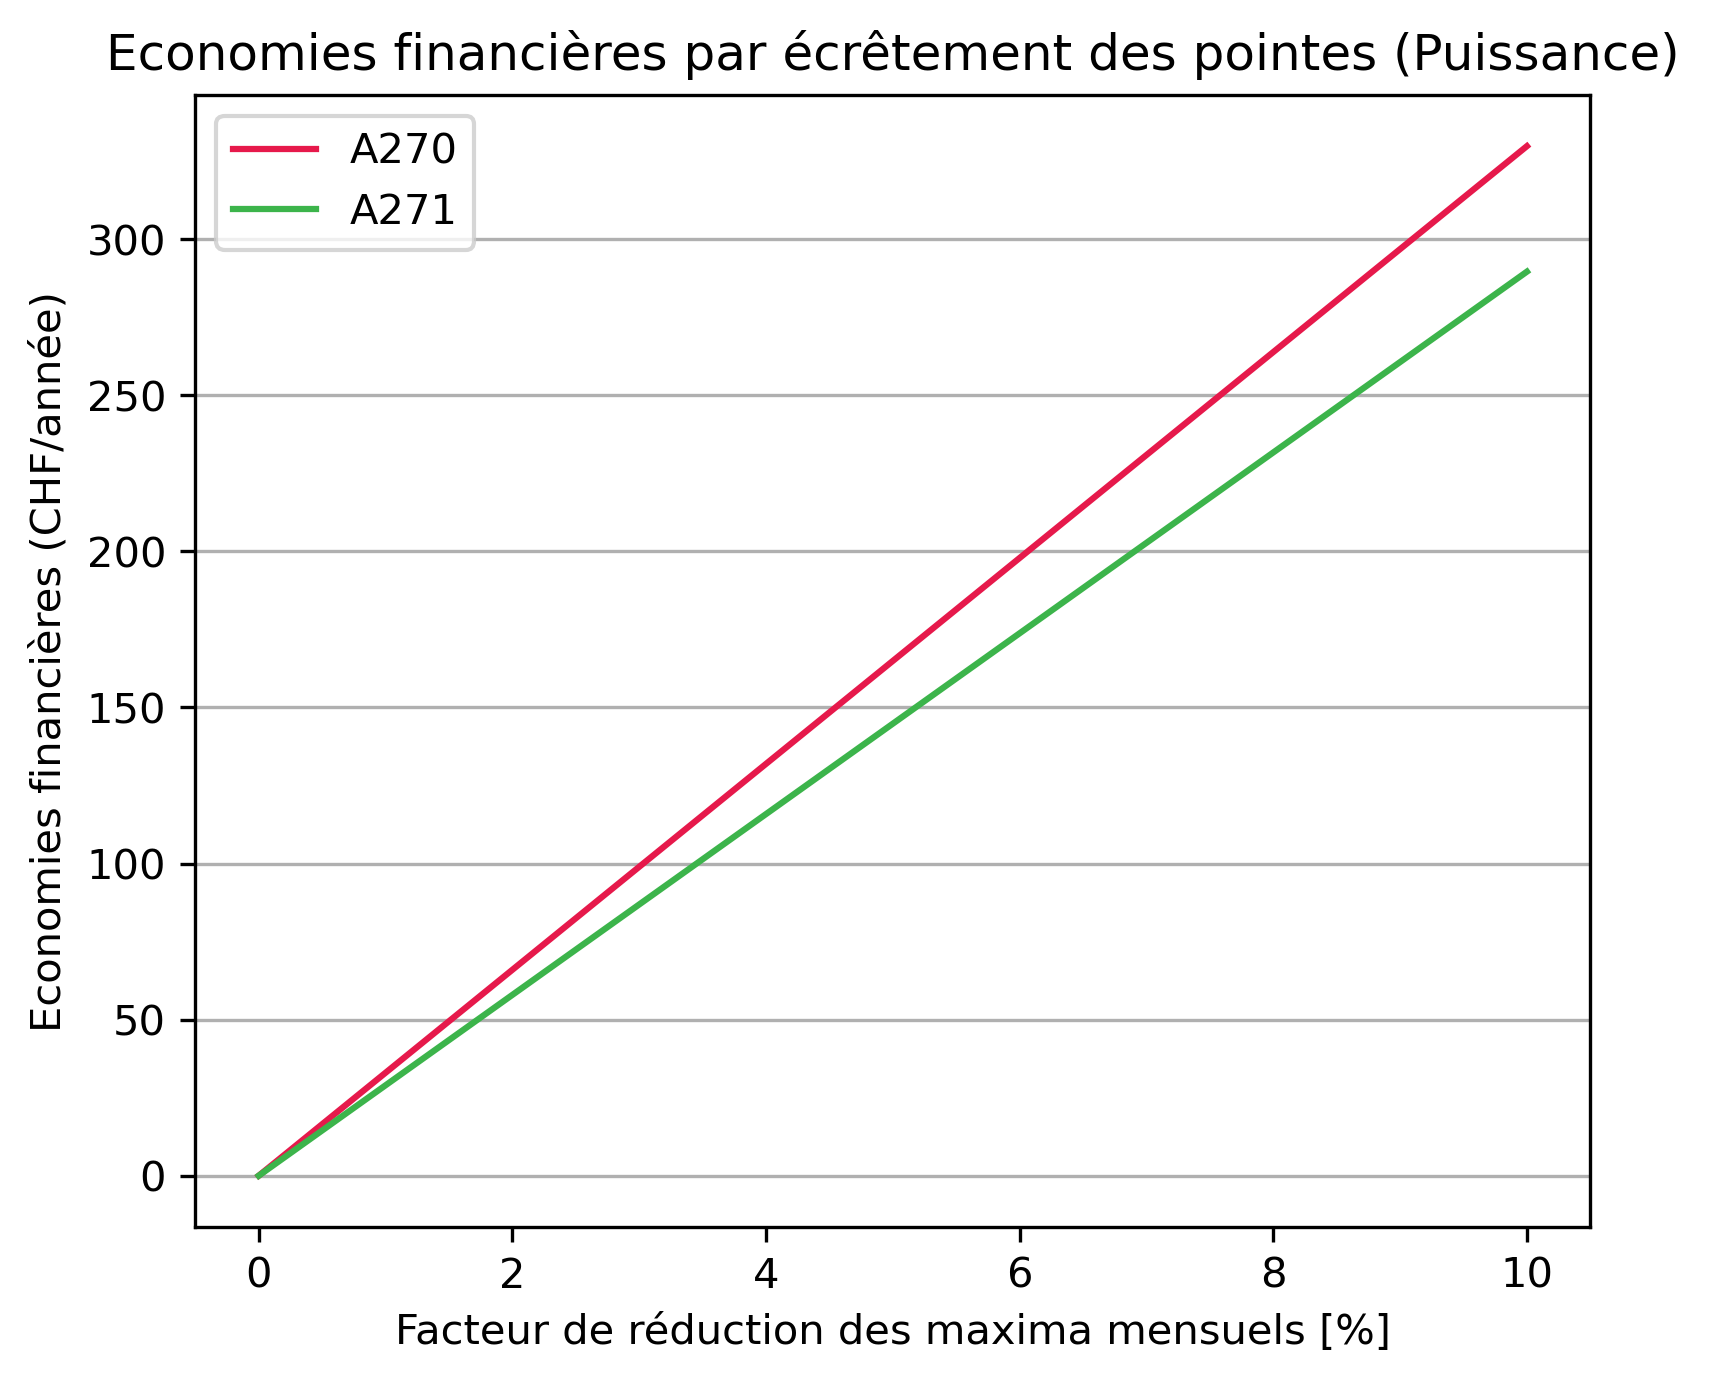 Economies financières par écrêtement des pointes (Puissance)
A270
A271
300
250
200
150
100
50
0
Economies financières (CHF/année)
0 2 4 6 8 10
Facteur de réduction des maxima mensuels [%]